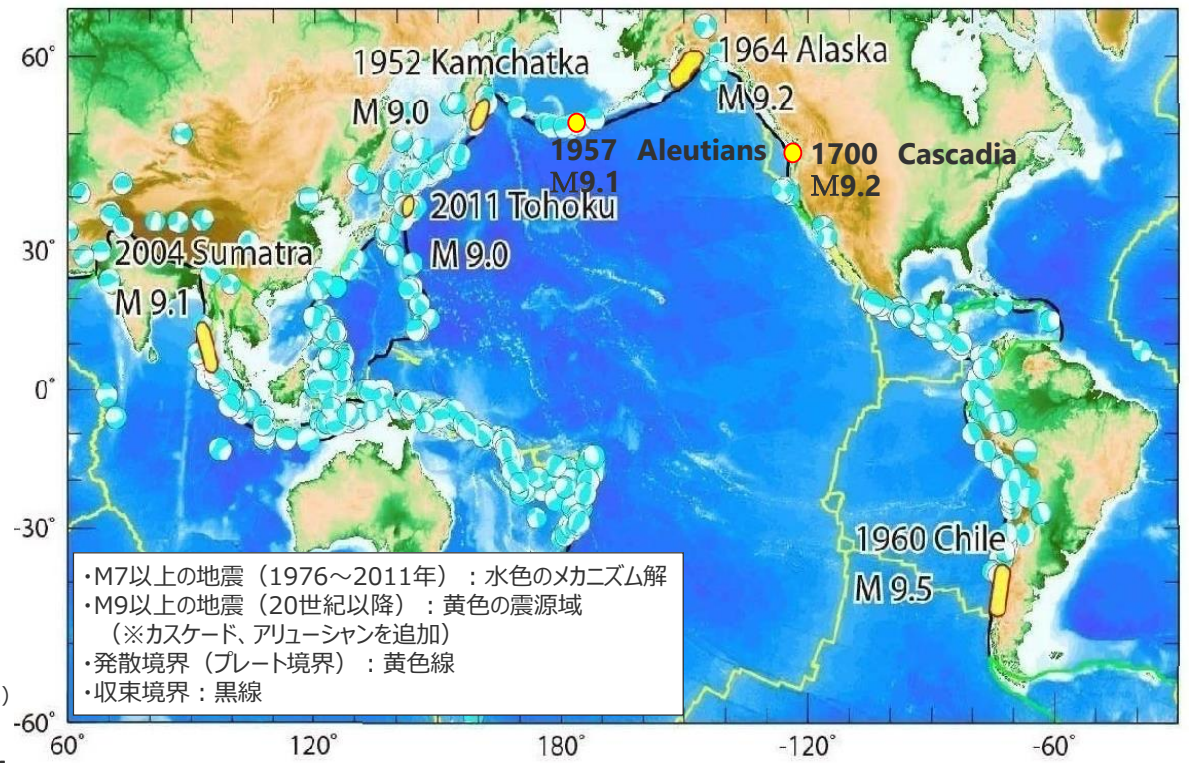 60°
1952 Kamchatka
M 9.0
1964 Alaska
M 9.2
1957 Aleutians
M9.1
1700 Cascadia
M9.2
2011 Tohoku
M 9.0
30°
2004 Sumatra
M 9.1
0°
-30°
1960 Chile
M 9.5
・M7以上の地震（1976～2011年）：水色のメカニズム解
・M9以上の地震（20世紀以降）：黄色の震源域
（※カスケード、アリューシャンを追加）
・発散境界（プレート境界）：黄色線
・収束境界：黒線
）
-60°
60°
120°
180°
-120°
-60°